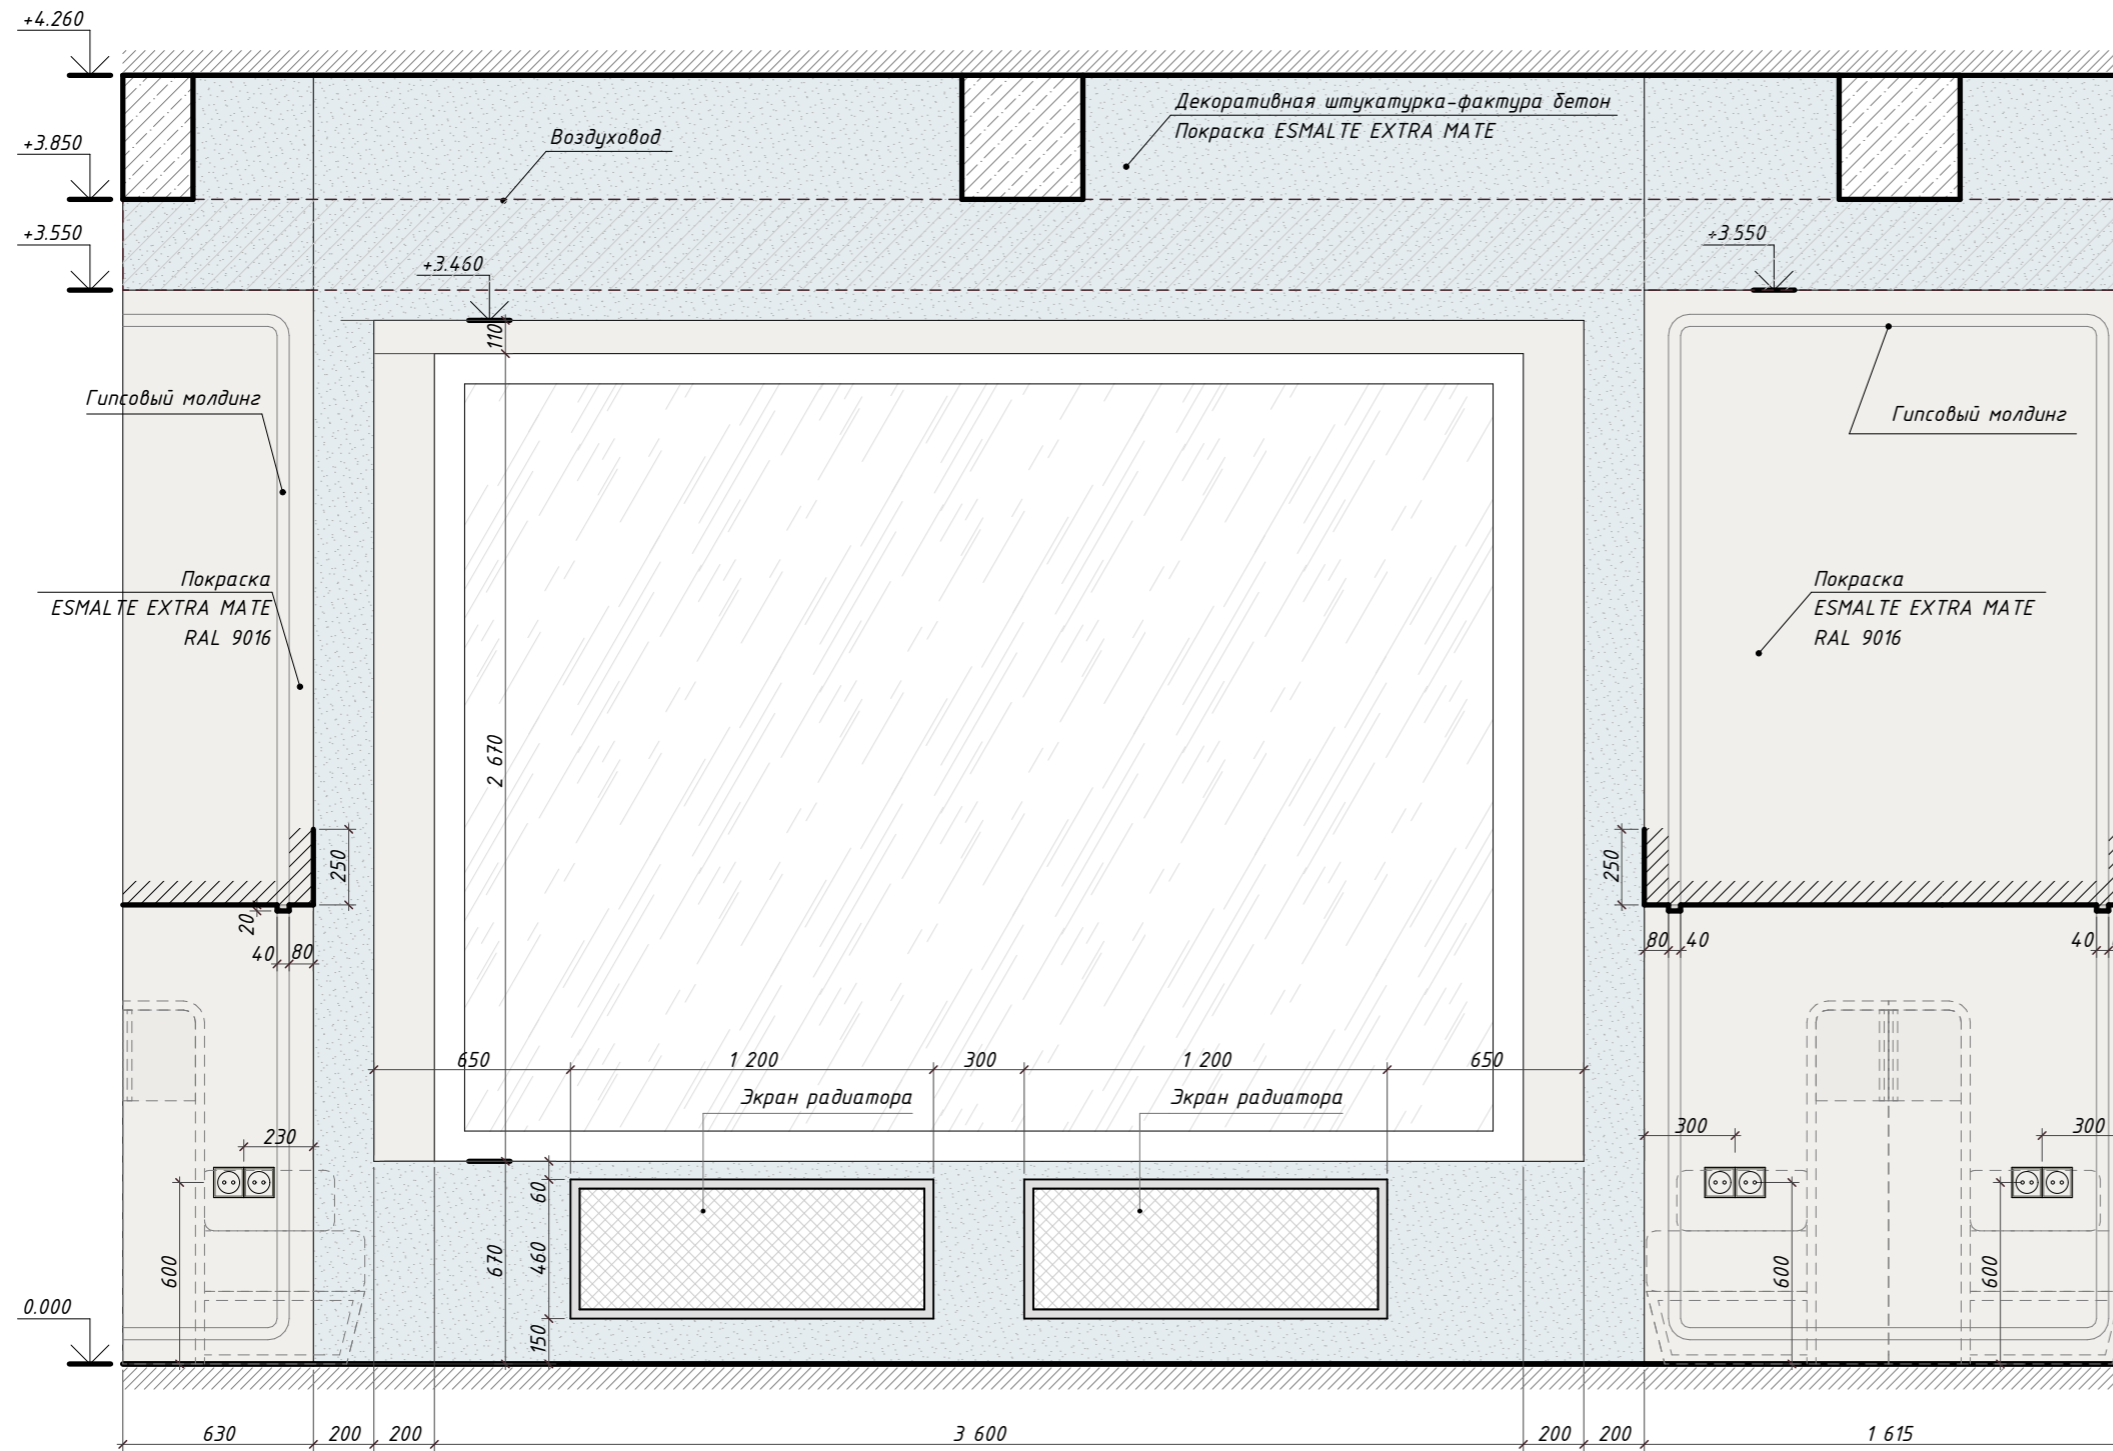 +4.260
Декоративная штукатурка-фактура бетон
Покраска ESMALTE EXTRA MATE
Воздуховод
+3.850
+3.550
÷3.550
+3.460
110
Гипсовый молдинг
Гипсовый молдинг
Покраска
ESMALTE EXTRA MATE
RAL 9016
Покраска
ESMALTE EXTRA MATE
RAL 9016
2 670
250
250
20
40
80
80
40
40
650
1 200
300
1 200
650
Экран радиатора
Экран радиатора
230
300
300
60
600
670
460
600
600
150
0.000
630
200
200
3 600
200
200
1 615